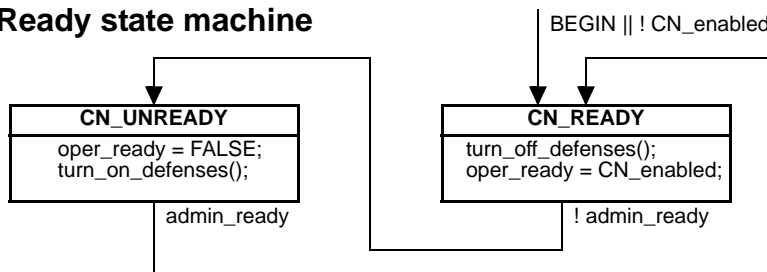 Ready state machine
BEGIN || ! CN_enabled
CN_UNREADY
oper_ready = FALSE;
turn_on_defenses();
admin_ready
CN_READY
turn_off_defenses();
oper_ready = CN_enabled;
! admin_ready